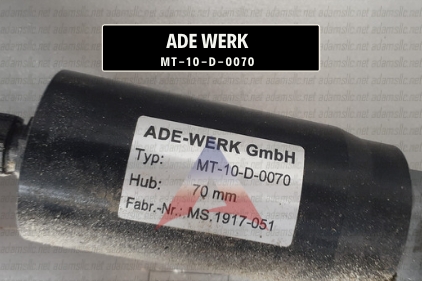 ADE WERK
MT-10-D-0070
ADE-WERK GmbH
Typ: MT-10-D-0070
Hub: 70 mm
Fabr.-Nr.: MS.1917-051